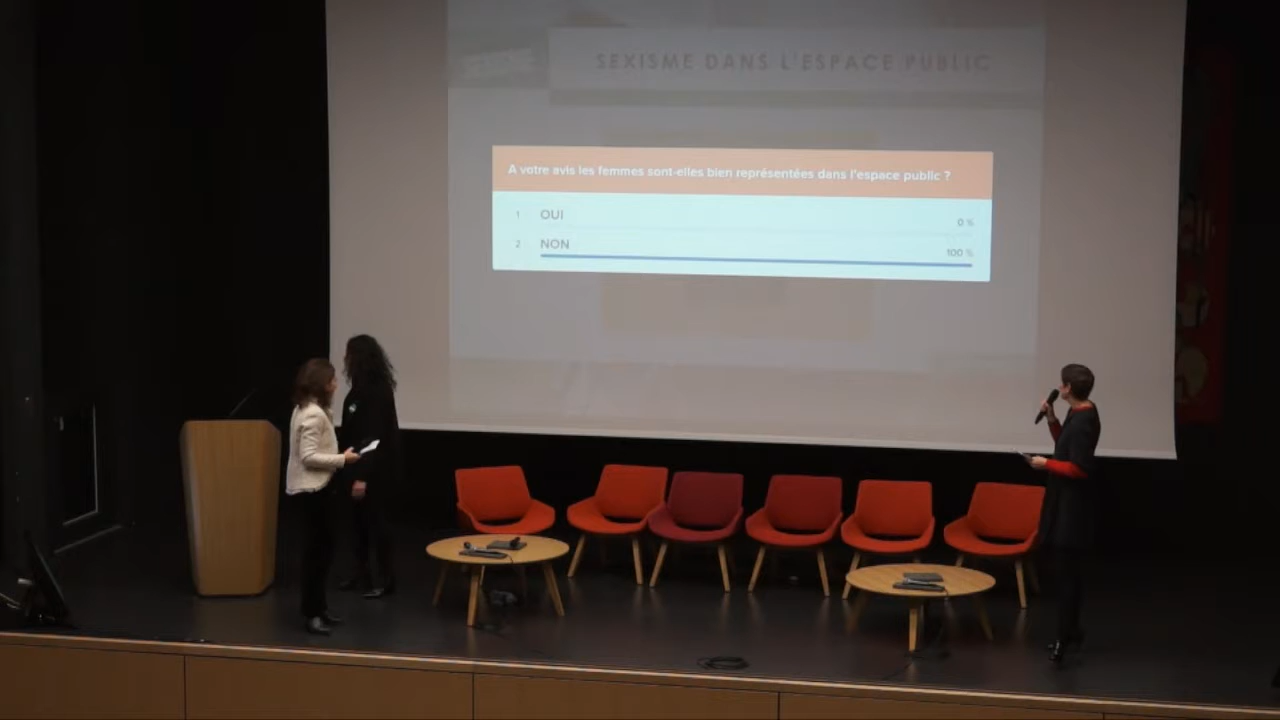 SEXISME DANS L'ESPACE PUBLIC
A votre avis les femmes sont-elles bien représentées dans l'espace public ?
1 OUI 0 %
2 NON 100 %